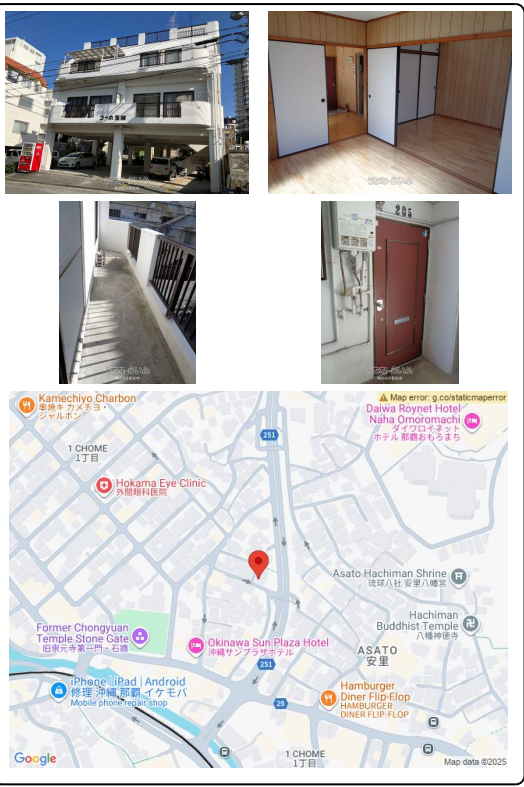 205
Kamechiyo Charbon
串焼キ カメチヨ・
シャルボン
Map error: g.co/staticmaperror
Daiwa Roynet Hotel
Naha Omoromachi
ダイワロイネット
ホテル那覇おもろまち
251
1 CHOME
1丁目
Hokama Eye Clinic
外間眼科医院
Asato Hachiman Shrine
琉球八社 安里八幡宮
Former Chongyuan
Temple Stone Gate
旧崇元寺第一門・石牆
Hachiman
Buddhist Temple
八幡神徳寺
Okinawa Sun Plaza Hotel
沖縄サンプラザホテル
ASATO
安里
251
iPhone | iPad | Android
修理 沖縄 那覇 イケモバ
Mobile phone repair shop
29
Hamburger
Diner Flip-Flop
HAMBURGER
DINER FLIP-FLOP
1 CHOME
1丁目
Google
Map data ©2025